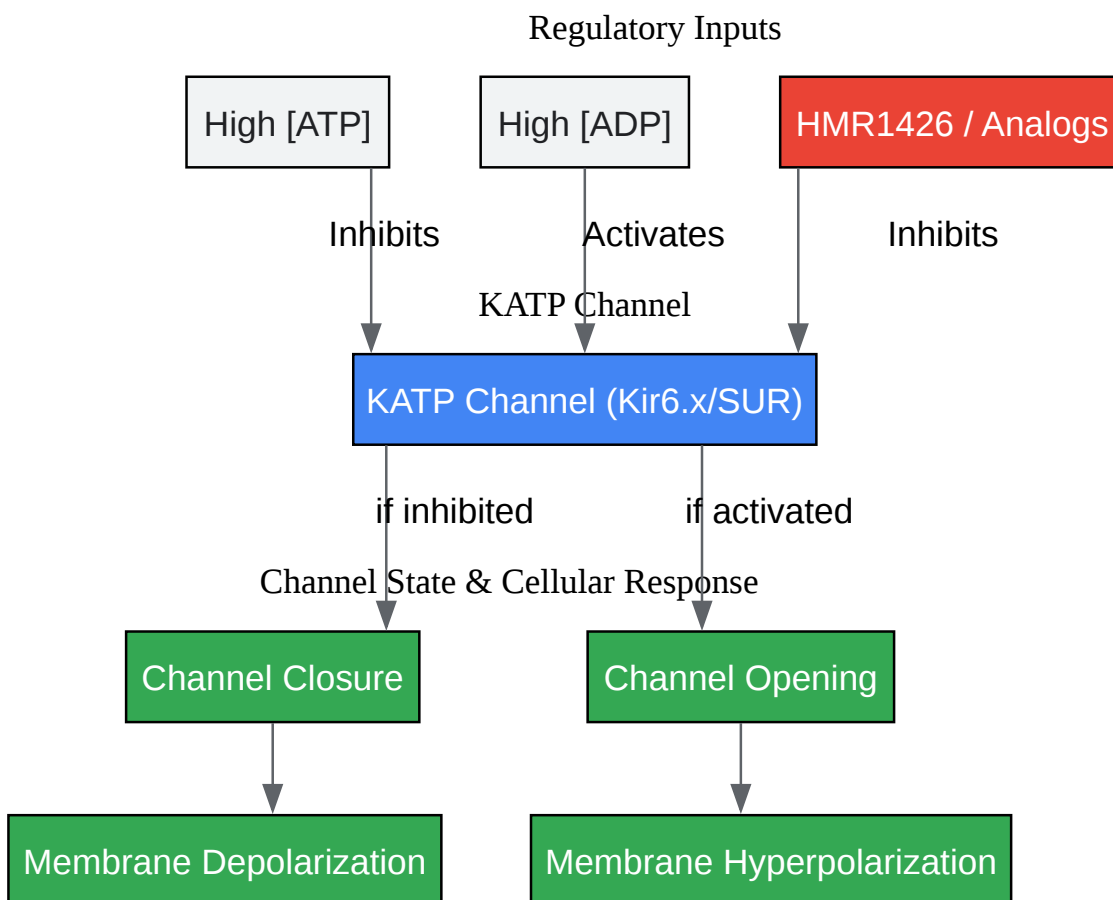 Regulatory Inputs
High [ATP]
High [ADP]
HMR1426 / Analogs
Inhibits
Activates
Inhibits
KATP Channel
KATP Channel (Kir6.x/SUR)
if inhibited
if activated
Channel State & Cellular Response
Channel Closure
Channel Opening
Membrane Depolarization
Membrane Hyperpolarization